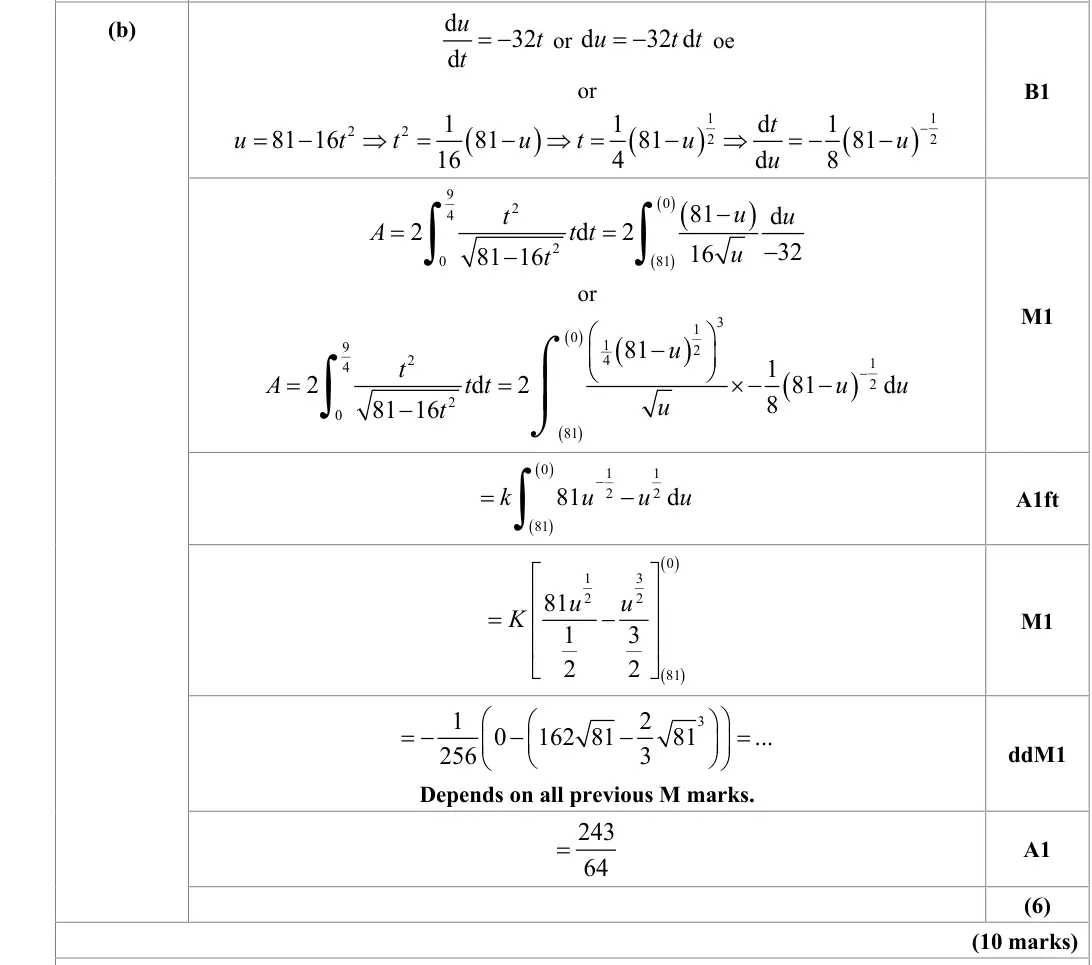 (b)
du/dt = −32t or du = −32t dt oe
or
u = 81 − 16t² ⇒ t² = 1/16 (81 − u) ⇒ t = 1/4 (81 − u)^(1/2) ⇒ dt/du = −1/8 (81 − u)^(−1/2)
B1
A = 2∫_0^(9/4) t²/√(81 − 16t²) tdt = 2∫_(81)^(0) (81 − u)/(16√u) du/−32
or
A = 2∫_0^(9/4) t²/√(81 − 16t²) tdt = 2∫_(81)^(0) (1/4 (81 − u)^(1/2))³/√u × −1/8 (81 − u)^(−1/2) du
M1
= k∫_(81)^(0) 81u^(−1/2) − u^(1/2) du
A1ft
= K[81u^(1/2)/(1/2) − u^(3/2)/(3/2)]_(81)^(0)
M1
= −1/256 (0 − (162√81 − 2/3 √81³)) = ...
Depends on all previous M marks.
ddM1
= 243/64
A1
(6)
(10 marks)